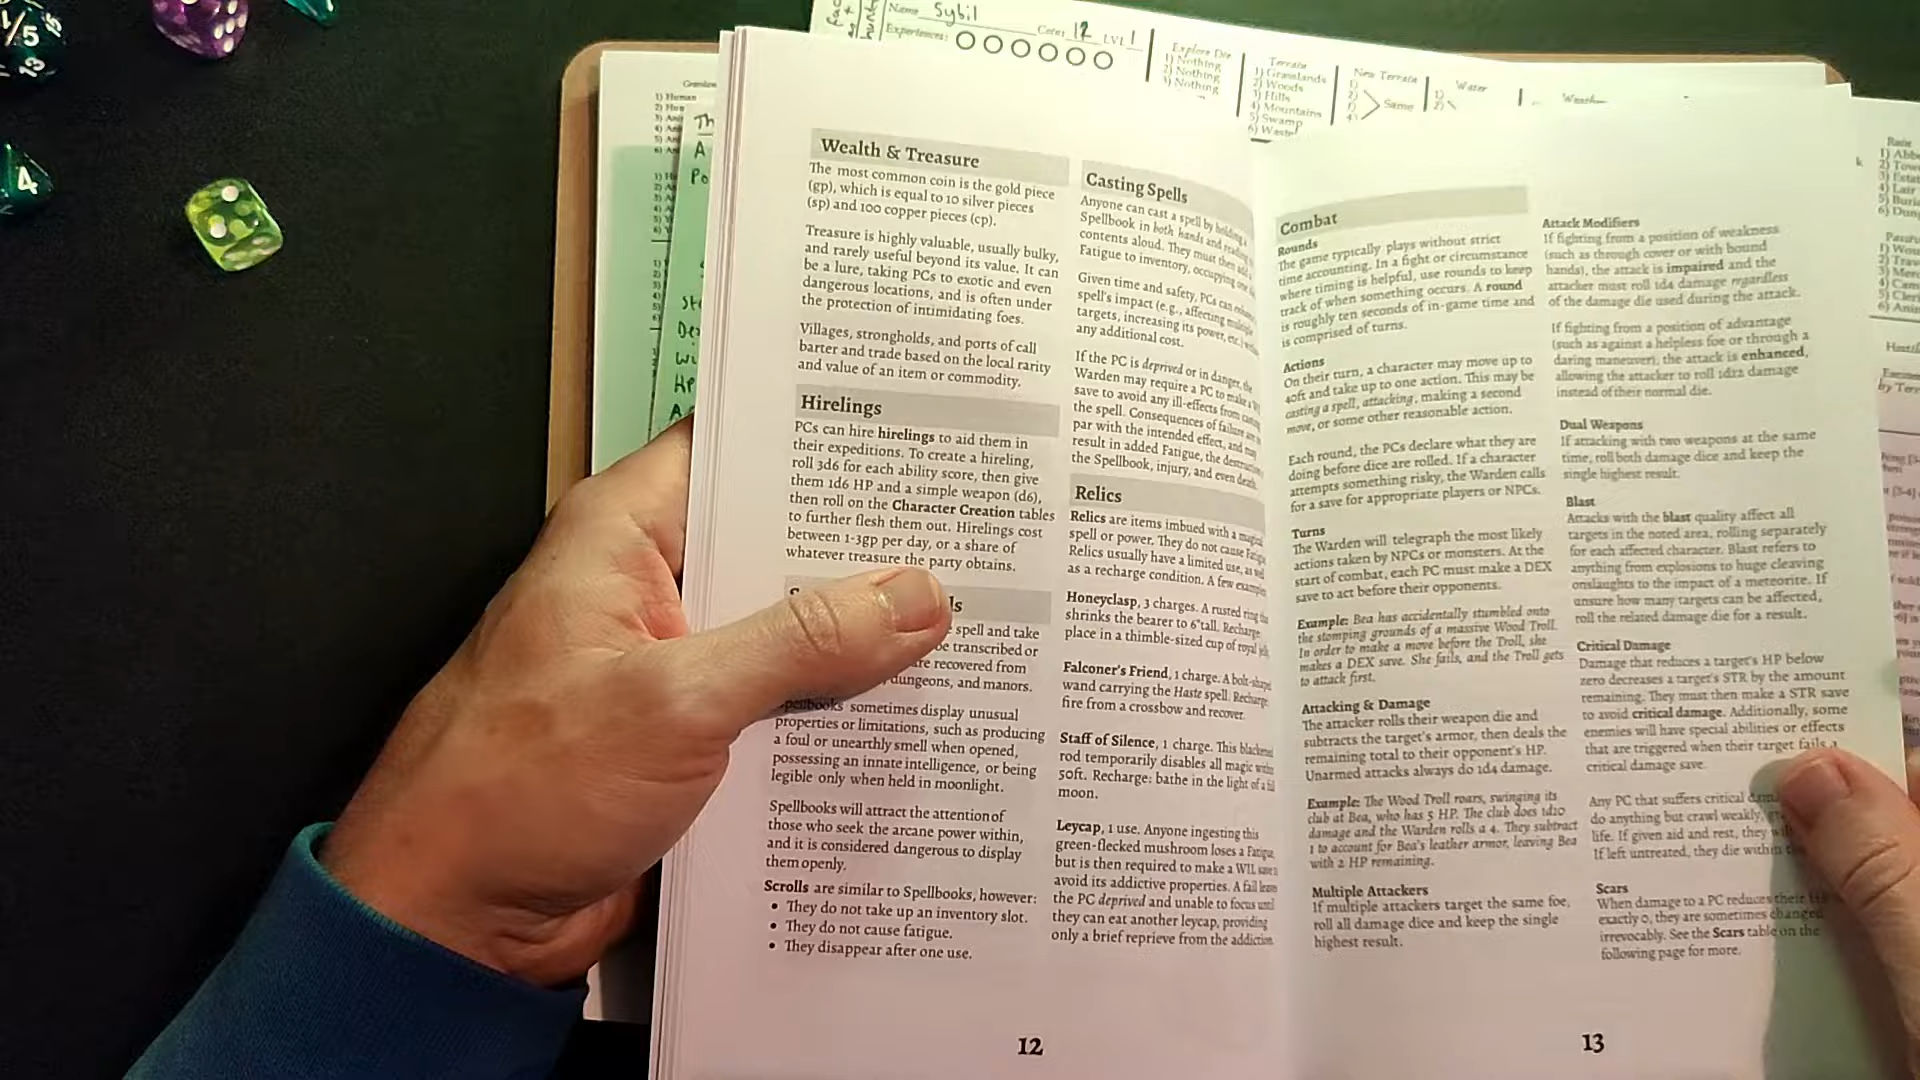 Name Sybil Coins 12 LVL 1
Experiences:
Explore Die
1) Nothing
2) Nothing
3) Nothing
Terrain
1) Grasslands
2) Woods
3) Hills
4) Mountains
5) Swamp
6) Waste
New Terrain
1)
2)
Same
Water
1)
2)
1) Human
Th
A
Po
Wealth & Treasure
The most common coin is the gold piece
(gp), which is equal to 10 silver pieces
(sp) and 100 copper pieces (cp).
Treasure is highly valuable, usually bulky,
and rarely useful beyond its value. It can
be a lure, taking PCs to exotic and even
dangerous locations, and is often under
the protection of intimidating foes.
Villages, strongholds, and ports of call
barter and trade based on the local rarity
and value of an item or commodity.
Hirelings
PCs can hire hirelings to aid them in
their expeditions. To create a hireling,
roll 3d6 for each ability score, then give
them 1d6 HP and a simple weapon (d6),
then roll on the Character Creation tables
to further flesh them out. Hirelings cost
between 1-3gp per day, or a share of
whatever treasure the party obtains.
ls
spell and take
be transcribed or
are recovered from
dungeons, and manors.
Spellbooks sometimes display unusual
properties or limitations, such as producing
a foul or unearthly smell when opened,
possessing an innate intelligence, or being
legible only when held in moonlight.
Spellbooks will attract the attention of
those who seek the arcane power within,
and it is considered dangerous to display
them openly.
Scrolls are similar to Spellbooks, however:
• They do not take up an inventory slot.
• They do not cause fatigue.
• They disappear after one use.
12
Casting Spells
Anyone can cast a spell by holding a
Spellbook in both hands and reading its
contents aloud. They must then add a
Fatigue to inventory, occupying one
Given time and safety, PCs can enhance a
spell's impact (e.g., affecting multiple
targets, increasing its power, etc.) without
any additional cost.
If the PC is deprived or in danger, the
Warden may require a PC to make a WIL
save to avoid any ill-effects from casting
the spell. Consequences of failure are on
par with the intended effect, and may
result in added Fatigue, the destruction of
the Spellbook, injury, and even death.
Relics
Relics are items imbued with a magical
spell or power. They do not cause Fatigue.
Relics usually have a limited use, as well
as a recharge condition. A few examples
Honeyclasp, 3 charges. A rusted ring that
shrinks the bearer to 6" tall. Recharge:
place in a thimble-sized cup of royal jelly.
Falconer's Friend, 1 charge. A bolt-shaped
wand carrying the Haste spell. Recharge:
fire from a crossbow and recover.
Staff of Silence, 1 charge. This blackened
rod temporarily disables all magic within
50ft. Recharge: bathe in the light of a full
moon.
Leycap, 1 use. Anyone ingesting this
green-flecked mushroom loses a Fatigue,
but is then required to make a WIL save to
avoid its addictive properties. A fail leaves
the PC deprived and unable to focus until
they can eat another leycap, providing
only a brief reprieve from the addiction.
Combat
Rounds
The game typically plays without strict
time accounting. In a fight or circumstance
where timing is helpful, use rounds to keep
track of when something occurs. A round
is roughly ten seconds of in-game time and
is comprised of turns.
Actions
On their turn, a character may move up to
40ft and take up to one action. This may be
casting a spell, attacking, making a second
move, or some other reasonable action.
Each round, the PCs declare what they are
doing before dice are rolled. If a character
attempts something risky, the Warden calls
for a save for appropriate players or NPCs.
Turns
The Warden will telegraph the most likely
actions taken by NPCs or monsters. At the
start of combat, each PC must make a DEX
save to act before their opponents.
Example: Bea has accidentally stumbled onto
the stomping grounds of a massive Wood Troll.
In order to make a move before the Troll, she
makes a DEX save. She fails, and the Troll gets
to attack first.
Attacking & Damage
The attacker rolls their weapon die and
subtracts the target's armor, then deals the
remaining total to their opponent's HP.
Unarmed attacks always do 1d4 damage.
Example: The Wood Troll roars, swinging its
club at Bea, who has 5 HP. The club does 1d10
damage and the Warden rolls a 4. They subtract
1 to account for Bea's leather armor, leaving Bea
with 2 HP remaining.
Multiple Attackers
If multiple attackers target the same foe,
roll all damage dice and keep the single
highest result.
Attack Modifiers
If fighting from a position of weakness
(such as through cover or with bound
hands), the attack is impaired and the
attacker must roll 1d4 damage regardless
of the damage die used during the attack.
If fighting from a position of advantage
(such as against a helpless foe or through a
daring maneuver), the attack is enhanced,
allowing the attacker to roll 1d12 damage
instead of their normal die.
Dual Weapons
If attacking with two weapons at the same
time, roll both damage dice and keep the
single highest result.
Blast
Attacks with the blast quality affect all
targets in the noted area, rolling separately
for each affected character. Blast refers to
anything from explosions to huge cleaving
onslaughts to the impact of a meteorite. If
unsure how many targets can be affected,
roll the related damage die for a result.
Critical Damage
Damage that reduces a target's HP below
zero decreases a target's STR by the amount
remaining. They must then make a STR save
to avoid critical damage. Additionally, some
enemies will have special abilities or effects
that are triggered when their target fails a
critical damage save.
Any PC that suffers critical
do anything but crawl weakly,
life. If given aid and rest, they
If left untreated, they die within
Scars
When damage to a PC reduces their
exactly 0, they are sometimes changed
irrevocably. See the Scars table on the
following page for more.
13